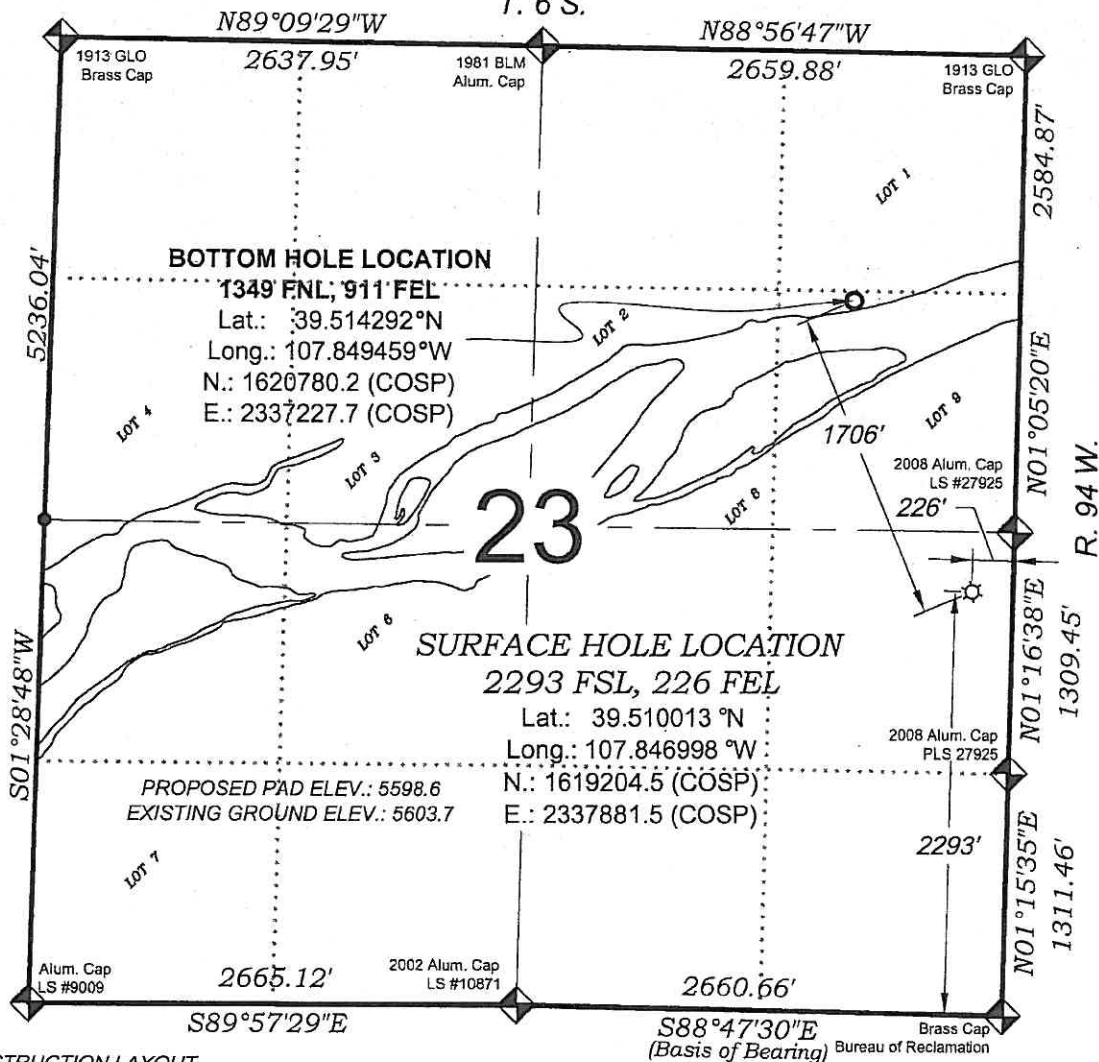 T. 6 S.
N89°09'29"W
N88°56'47"W
1913 GLO
Brass Cap
2637.95'
1981 BLM
Alum. Cap
2659.88'
1913 GLO
Brass Cap
2584.87'
LOT 1
BOTTOM HOLE LOCATION
1349 FNL, 911 FEL
Lat.: 39.514292°N
Long.: 107.849459°W
N.: 1620780.2 (COSP)
E.: 2337227.7 (COSP)
5236.04'
LOT 2
LOT 4
LOT 3
1706'
LOT 9
N01°05'20"E
2008 Alum. Cap
LS #27925
226'
LOT 8
R. 94 W.
23
LOT 6
SURFACE HOLE LOCATION
2293 FSL, 226 FEL
Lat.: 39.510013 °N
Long.: 107.846998 °W
N.: 1619204.5 (COSP)
E.: 2337881.5 (COSP)
N01°16'38"E
1309.45'
2008 Alum. Cap
PLS 27925
S01°28'48"W
PROPOSED PAD ELEV.: 5598.6
EXISTING GROUND ELEV.: 5603.7
LOT 7
2293'
N01°15'35"E
1311.46'
Alum. Cap
LS #9009
2665.12'
2002 Alum. Cap
LS #10871
2660.66'
S89°57'29"E
S88°47'30"E
(Basis of Bearing)
Brass Cap
Bureau of Reclamation
STRUCTION LAYOUT